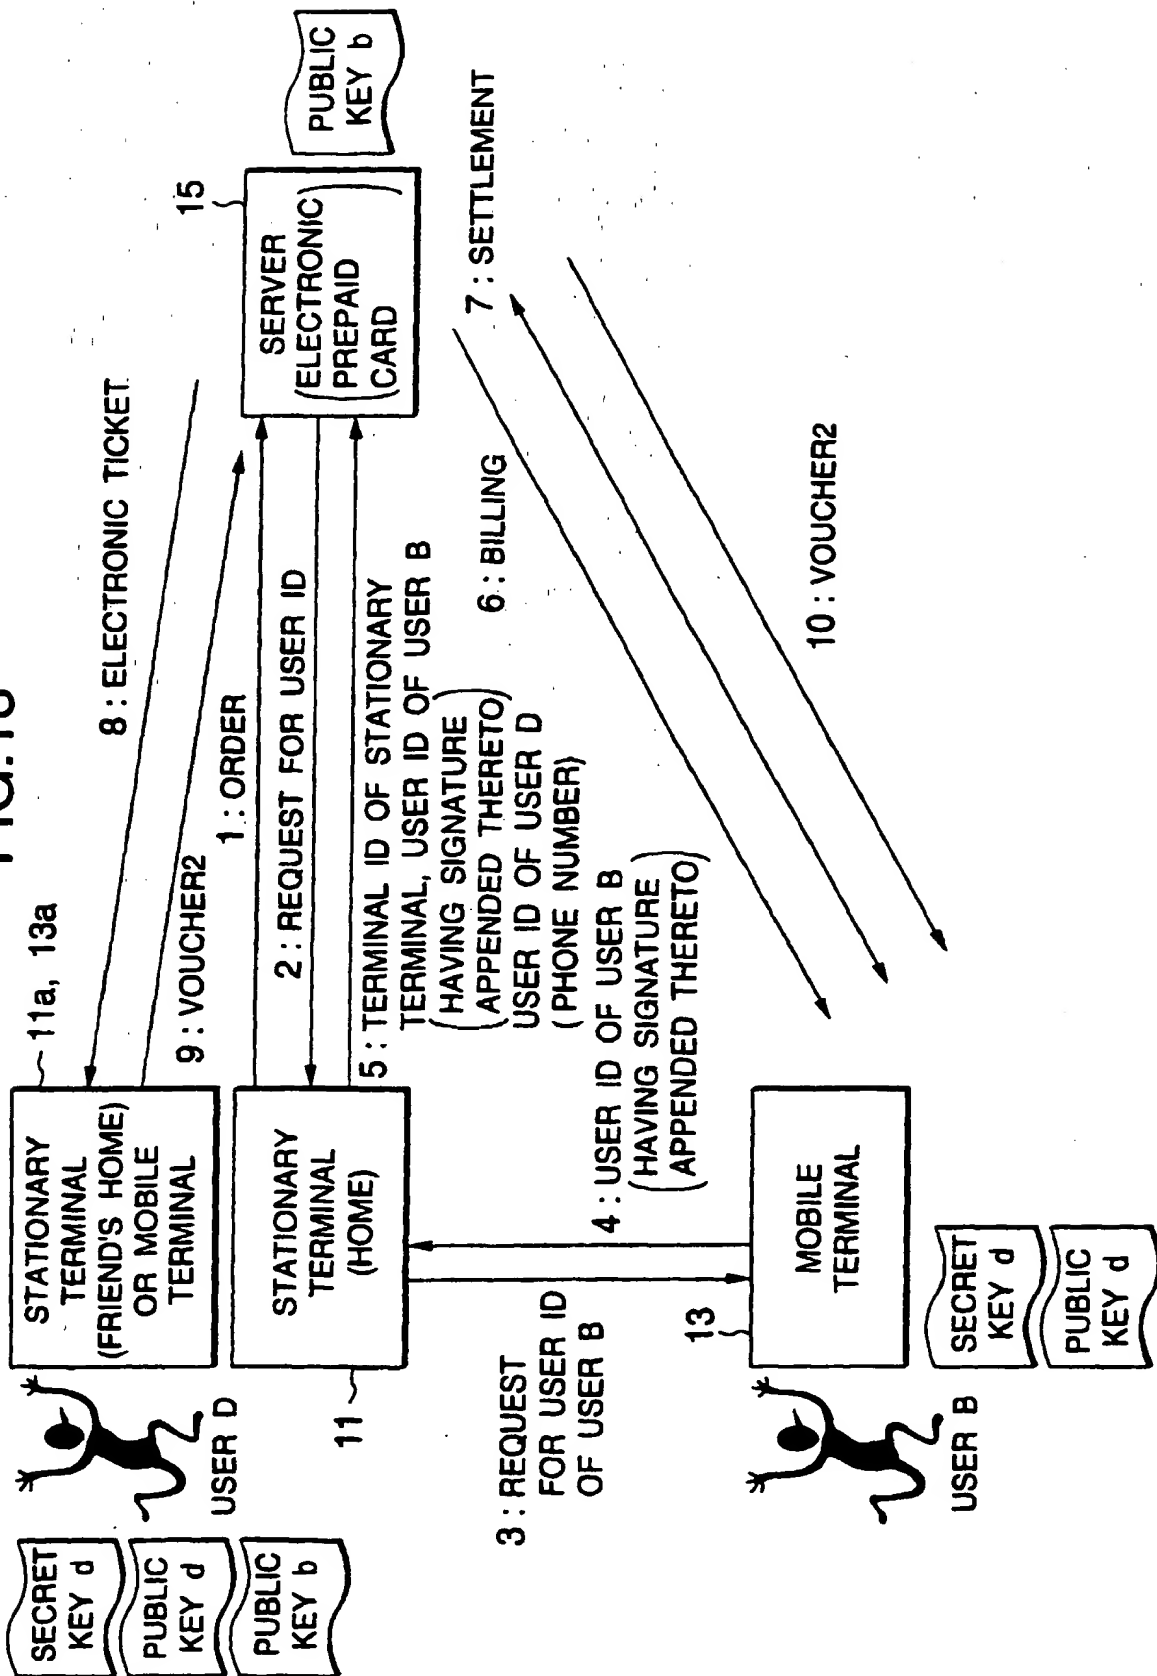 SECRET
KEY d
PUBLIC
KEY d
PUBLIC
KEY b
USER D
STATIONARY
TERMINAL
(FRIEND'S HOME)
OR MOBILE
TERMINAL
11a, 13a
8 : ELECTRONIC TICKET
9 : VOUCHER2
1 : ORDER
2 : REQUEST FOR USER ID
STATIONARY
TERMINAL
(HOME)
11
5 : TERMINAL ID OF STATIONARY
TERMINAL, USER ID OF USER B
(HAVING SIGNATURE
APPENDED THERETO)
USER ID OF USER D
(PHONE NUMBER)
15
SERVER
(ELECTRONIC
PREPAID
CARD)
PUBLIC
KEY b
3 : REQUEST
FOR USER ID
OF USER B
4 : USER ID OF USER B
(HAVING SIGNATURE
APPENDED THERETO)
6 : BILLING
7 : SETTLEMENT
10 : VOUCHER2
13
MOBILE
TERMINAL
USER B
SECRET
KEY d
PUBLIC
KEY d